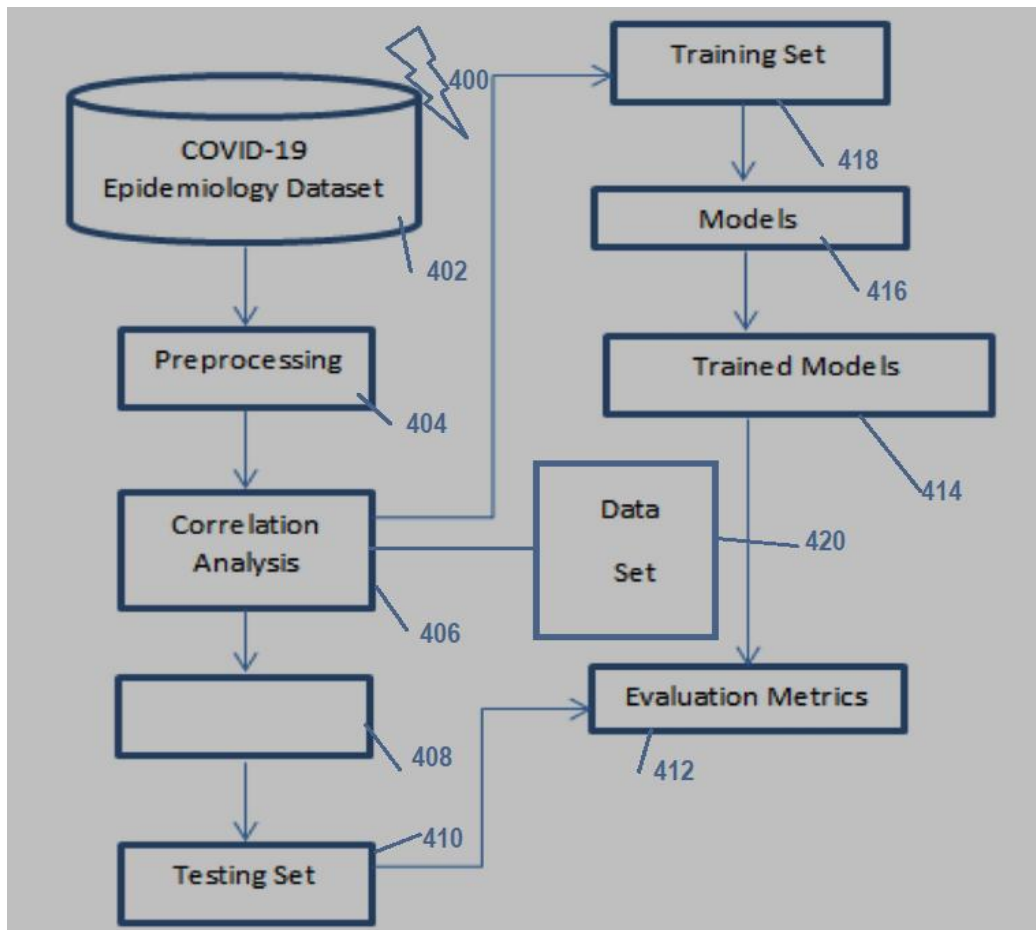 400
COVID-19
Epidemiology Dataset
402
Preprocessing
404
Correlation
Analysis
406
408
410
Testing Set
Training Set
418
Models
416
Trained Models
414
Data
Set
420
Evaluation Metrics
412